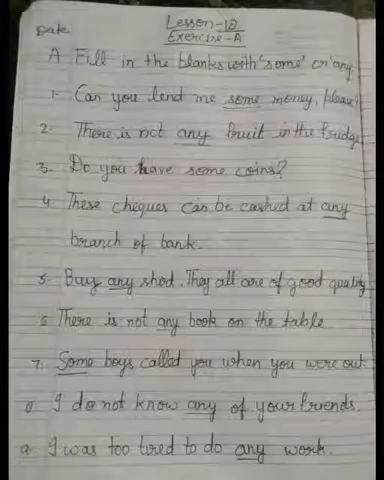 Date
Lesson-18
Exercise-A
A Fill in the blanks with 'some' or 'any'.
1- Can you lend me some money, please?
2. There is not any fruit in the fridge
3. Do you have some coins?
4 These cheques can be cashed at any
branch of bank.
5- Buy any shod. They all are of good quality
6 There is not any book on the table.
7. Some boys called you when you were out.
8 I do not know any of your friends.
9. I was too tired to do any work.